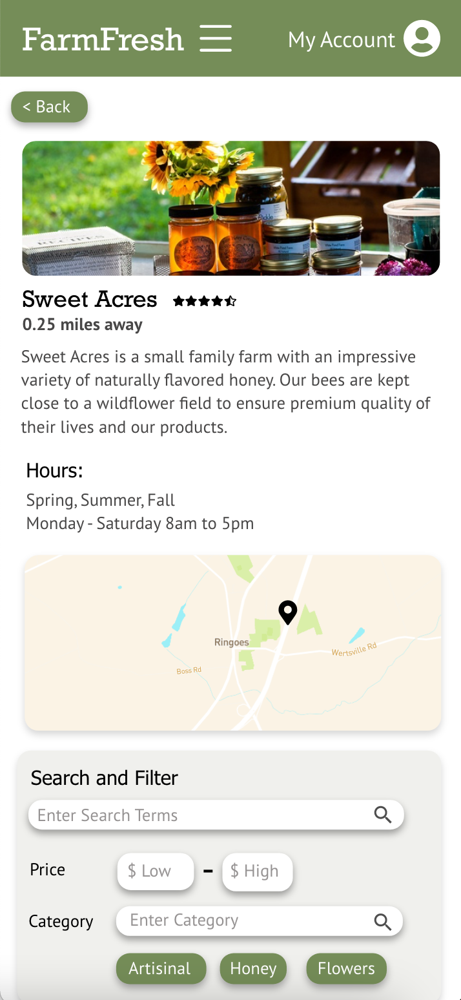 FarmFresh
My Account
< Back
RECIPES
Sweet Acres
0.25 miles away
Sweet Acres is a small family farm with an impressive
variety of naturally flavored honey. Our bees are kept
close to a wildflower field to ensure premium quality of
their lives and our products.
Hours:
Spring, Summer, Fall
Monday - Saturday 8am to 5pm
Ringoes
Wertsville Rd
Boss Rd
Search and Filter
Enter Search Terms
Price
$ Low
-
$ High
Category
Enter Category
Artisinal
Honey
Flowers